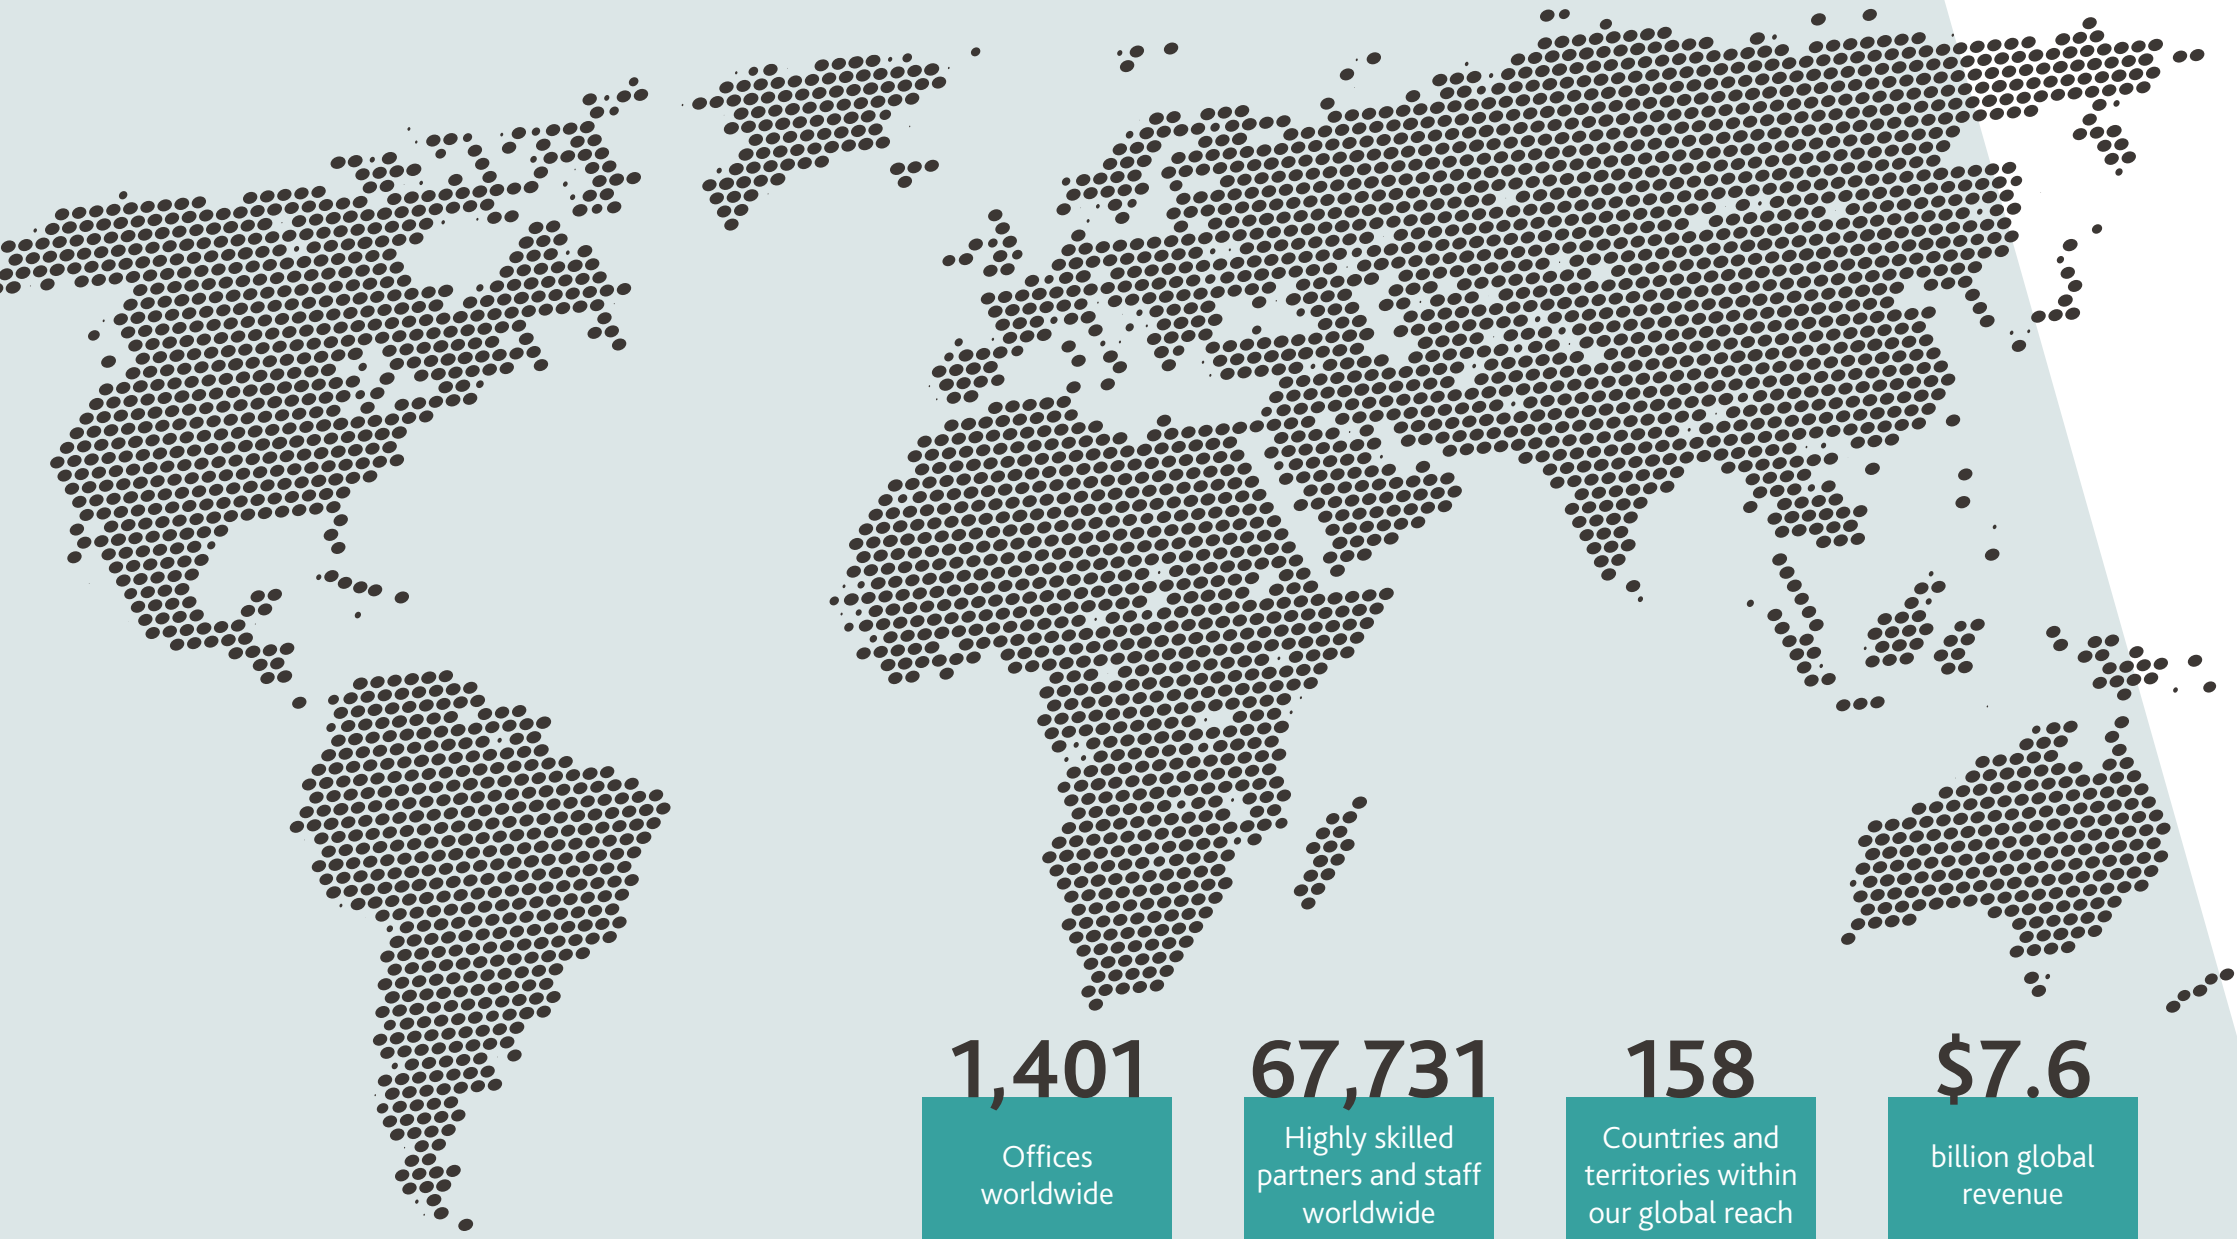 1,401
Offices
worldwide
67,731
Highly skilled
partners and staff
worldwide
158
Countries and
territories within
our global reach
$7.6
billion global
revenue